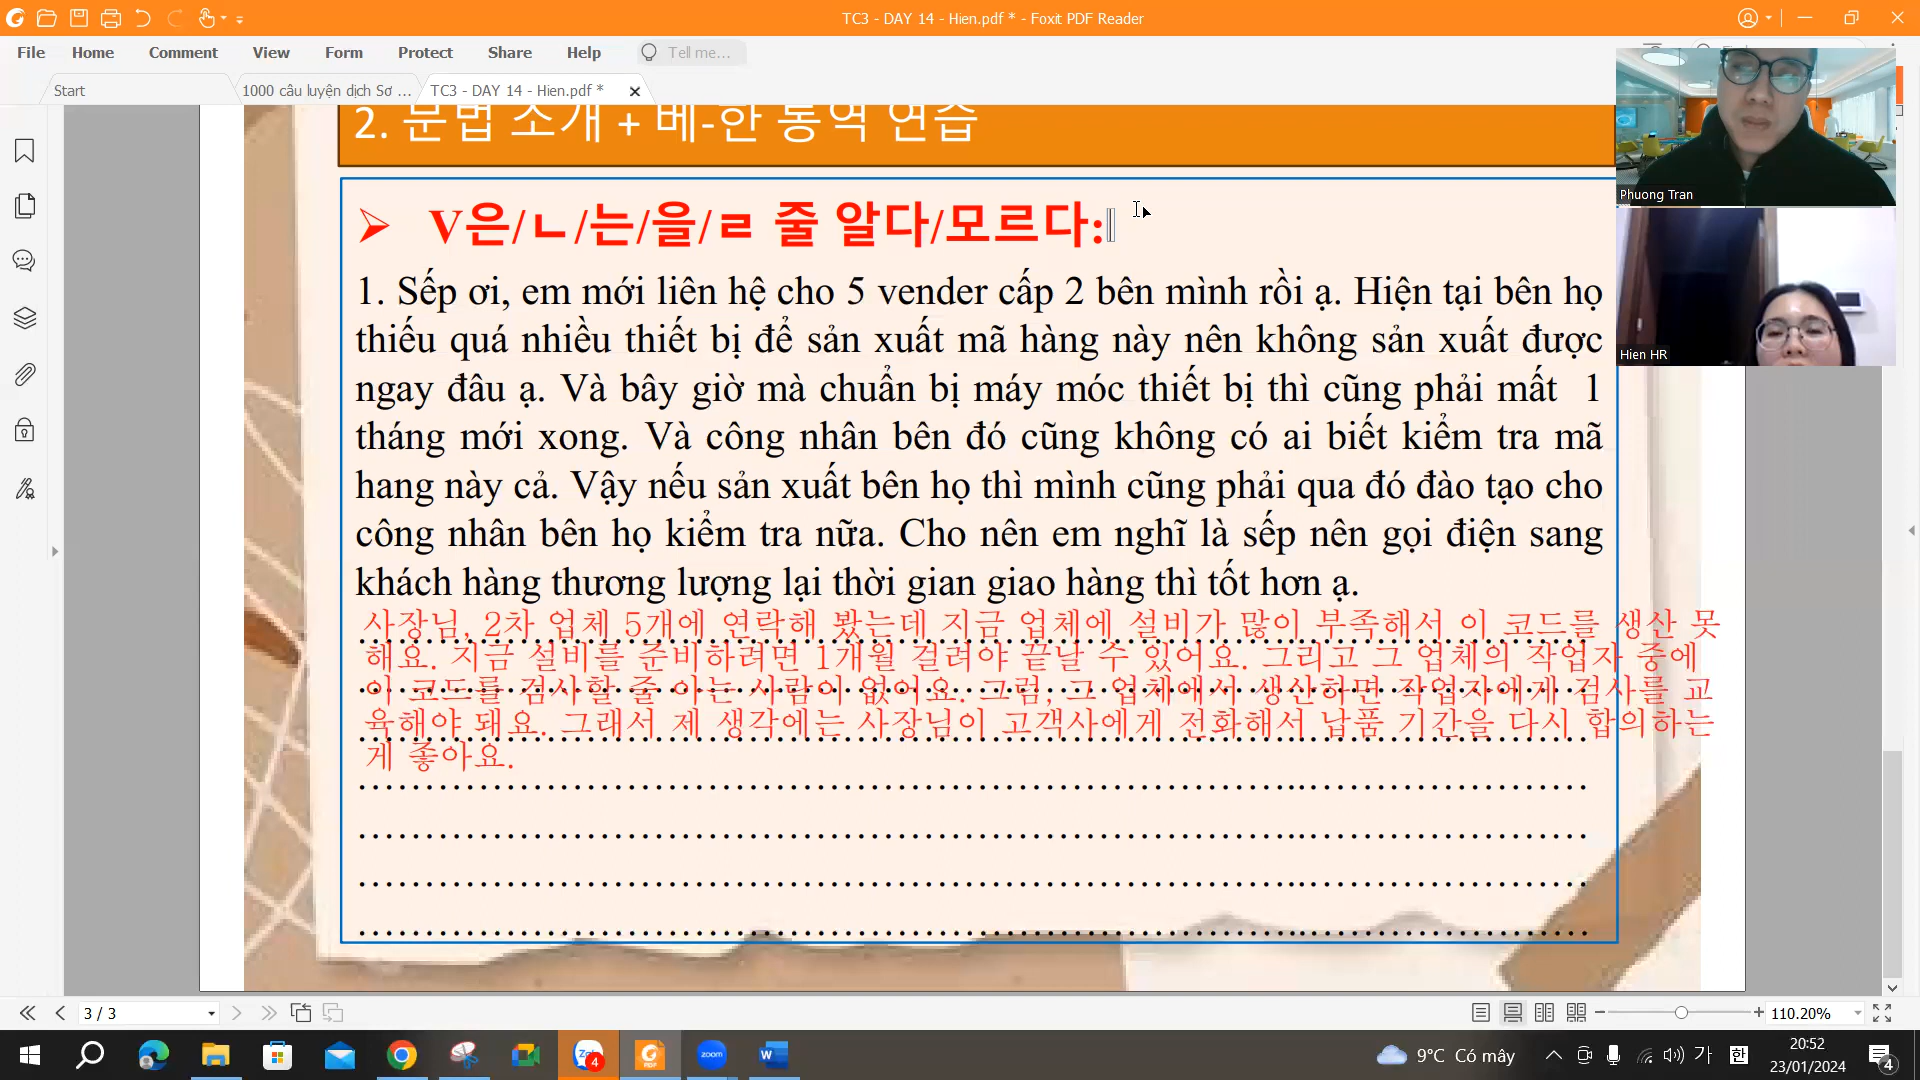 TC3 - DAY 14 - Hien.pdf * - Foxit PDF Reader
File Home Comment View Form Protect Share Help Tell me...
Start 1000 câu luyện dịch Sơ ... TC3 - DAY 14 - Hien.pdf *
2. 문법 소개 + 베-한 통역 연습
V은/ㄴ/는/을/ㄹ 줄 알다/모르다:
1. Sếp ơi, em mới liên hệ cho 5 vender cấp 2 bên mình rồi ạ. Hiện tại bên họ
thiếu quá nhiều thiết bị để sản xuất mã hàng này nên không sản xuất được
ngay đâu ạ. Và bây giờ mà chuẩn bị máy móc thiết bị thì cũng phải mất 1
tháng mới xong. Và công nhân bên đó cũng không có ai biết kiểm tra mã
hang này cả. Vậy nếu sản xuất bên họ thì mình cũng phải qua đó đào tạo cho
công nhân bên họ kiểm tra nữa. Cho nên em nghĩ là sếp nên gọi điện sang
khách hàng thương lượng lại thời gian giao hàng thì tốt hơn ạ.
사장님, 2차 업체 5개에 연락해 봤는데 지금 업체에 설비가 많이 부족해서 이 코드를 생산 못
해요. 지금 설비를 준비하려면 1개월 걸려야 끝날 수 있어요. 그리고 그 업체의 작업자 중에
이 코드를 검사할 줄 아는 사람이 없어요. 그럼, 그 업체에서 생산하면 작업자에게 검사를 교
육해야 돼요. 그래서 제 생각에는 사장님이 고객사에게 전화해서 납품 기간을 다시 합의하는
게 좋아요.
Phuong Tran
Hien HR
3 / 3
110.20%
zoom
4
9°C Có mây
가 한
20:52
23/01/2024
4